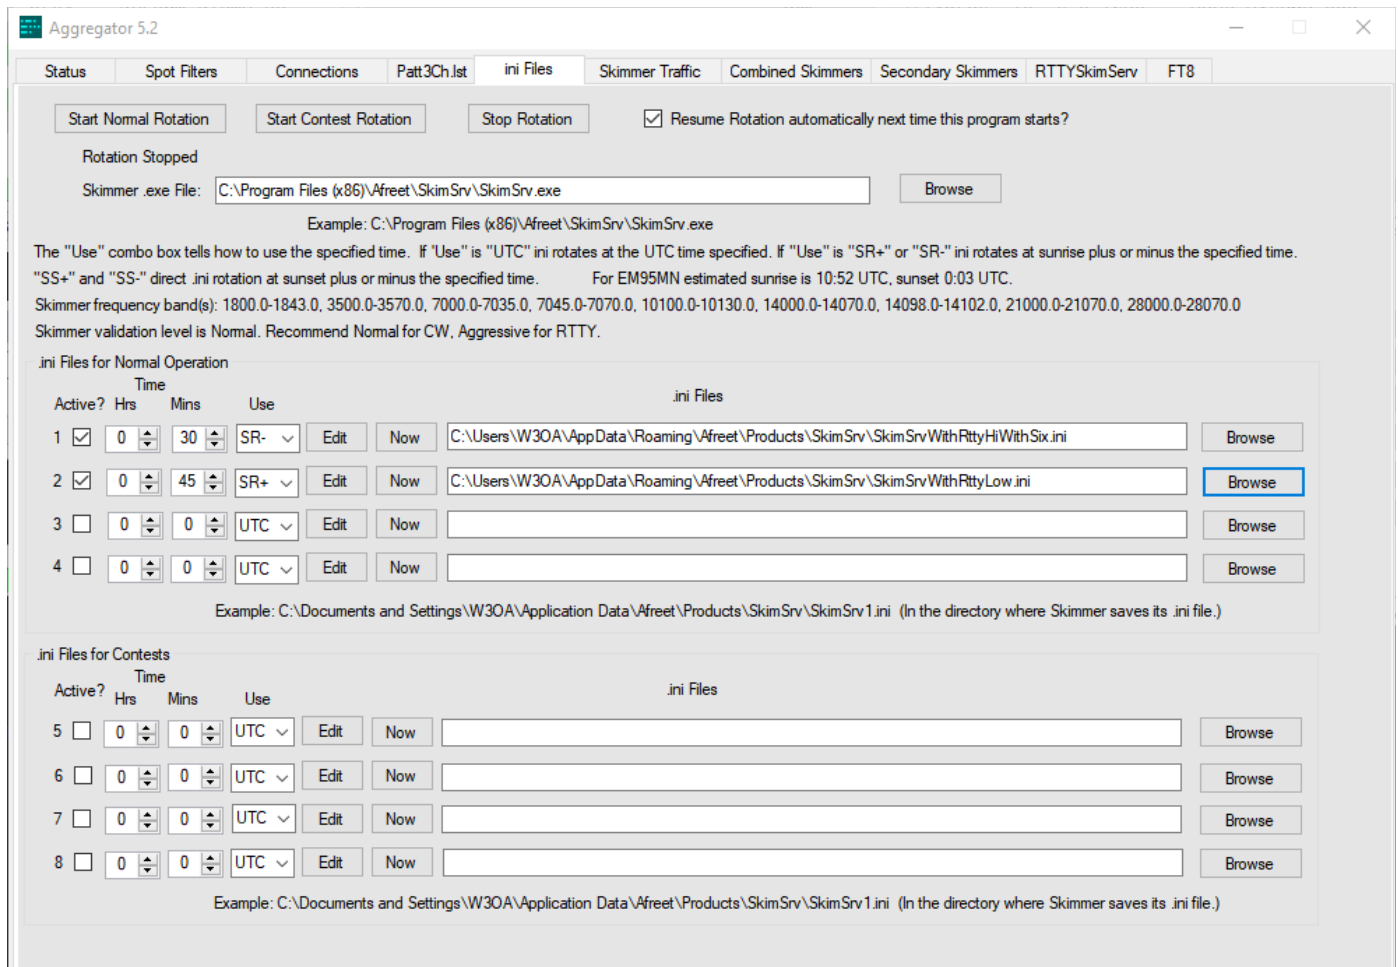 Aggregator 5.2
Status Spot Filters Connections Patt3Ch.lst ini Files Skimmer Traffic Combined Skimmers Secondary Skimmers RTTYSkimServ FT8
Start Normal Rotation Start Contest Rotation Stop Rotation Resume Rotation automatically next time this program starts?
Rotation Stopped
Skimmer .exe File: C:\Program Files (x86)\Afreet\SkimSrv\SkimSrv.exe Browse
Example: C:\Program Files (x86)\Afreet\SkimSrv\SkimSrv.exe
The "Use" combo box tells how to use the specified time. If 'Use" is "UTC" ini rotates at the UTC time specified. If "Use" is "SR+" or "SR-" ini rotates at sunrise plus or minus the specified time.
"SS+" and "SS-" direct .ini rotation at sunset plus or minus the specified time. For EM95MN estimated sunrise is 10:52 UTC, sunset 0:03 UTC.
Skimmer frequency band(s): 1800.0-1843.0, 3500.0-3570.0, 7000.0-7035.0, 7045.0-7070.0, 10100.0-10130.0, 14000.0-14070.0, 14098.0-14102.0, 21000.0-21070.0, 28000.0-28070.0
Skimmer validation level is Normal. Recommend Normal for CW, Aggressive for RTTY.
.ini Files for Normal Operation
Time
Active? Hrs Mins Use .ini Files
1 0 30 SR- Edit Now C:\Users\W3OA\AppData\Roaming\Afreet\Products\SkimSrv\SkimSrvWithRttyHiWithSix.ini Browse
2 0 45 SR+ Edit Now C:\Users\W3OA\AppData\Roaming\Afreet\Products\SkimSrv\SkimSrvWithRttyLow.ini Browse
3 0 0 UTC Edit Now Browse
4 0 0 UTC Edit Now Browse
Example: C:\Documents and Settings\W3OA\Application Data\Afreet\Products\SkimSrv\SkimSrv1.ini (In the directory where Skimmer saves its .ini file.)
.ini Files for Contests
Time
Active? Hrs Mins Use .ini Files
5 0 0 UTC Edit Now Browse
6 0 0 UTC Edit Now Browse
7 0 0 UTC Edit Now Browse
8 0 0 UTC Edit Now Browse
Example: C:\Documents and Settings\W3OA\Application Data\Afreet\Products\SkimSrv\SkimSrv1.ini (In the directory where Skimmer saves its .ini file.)